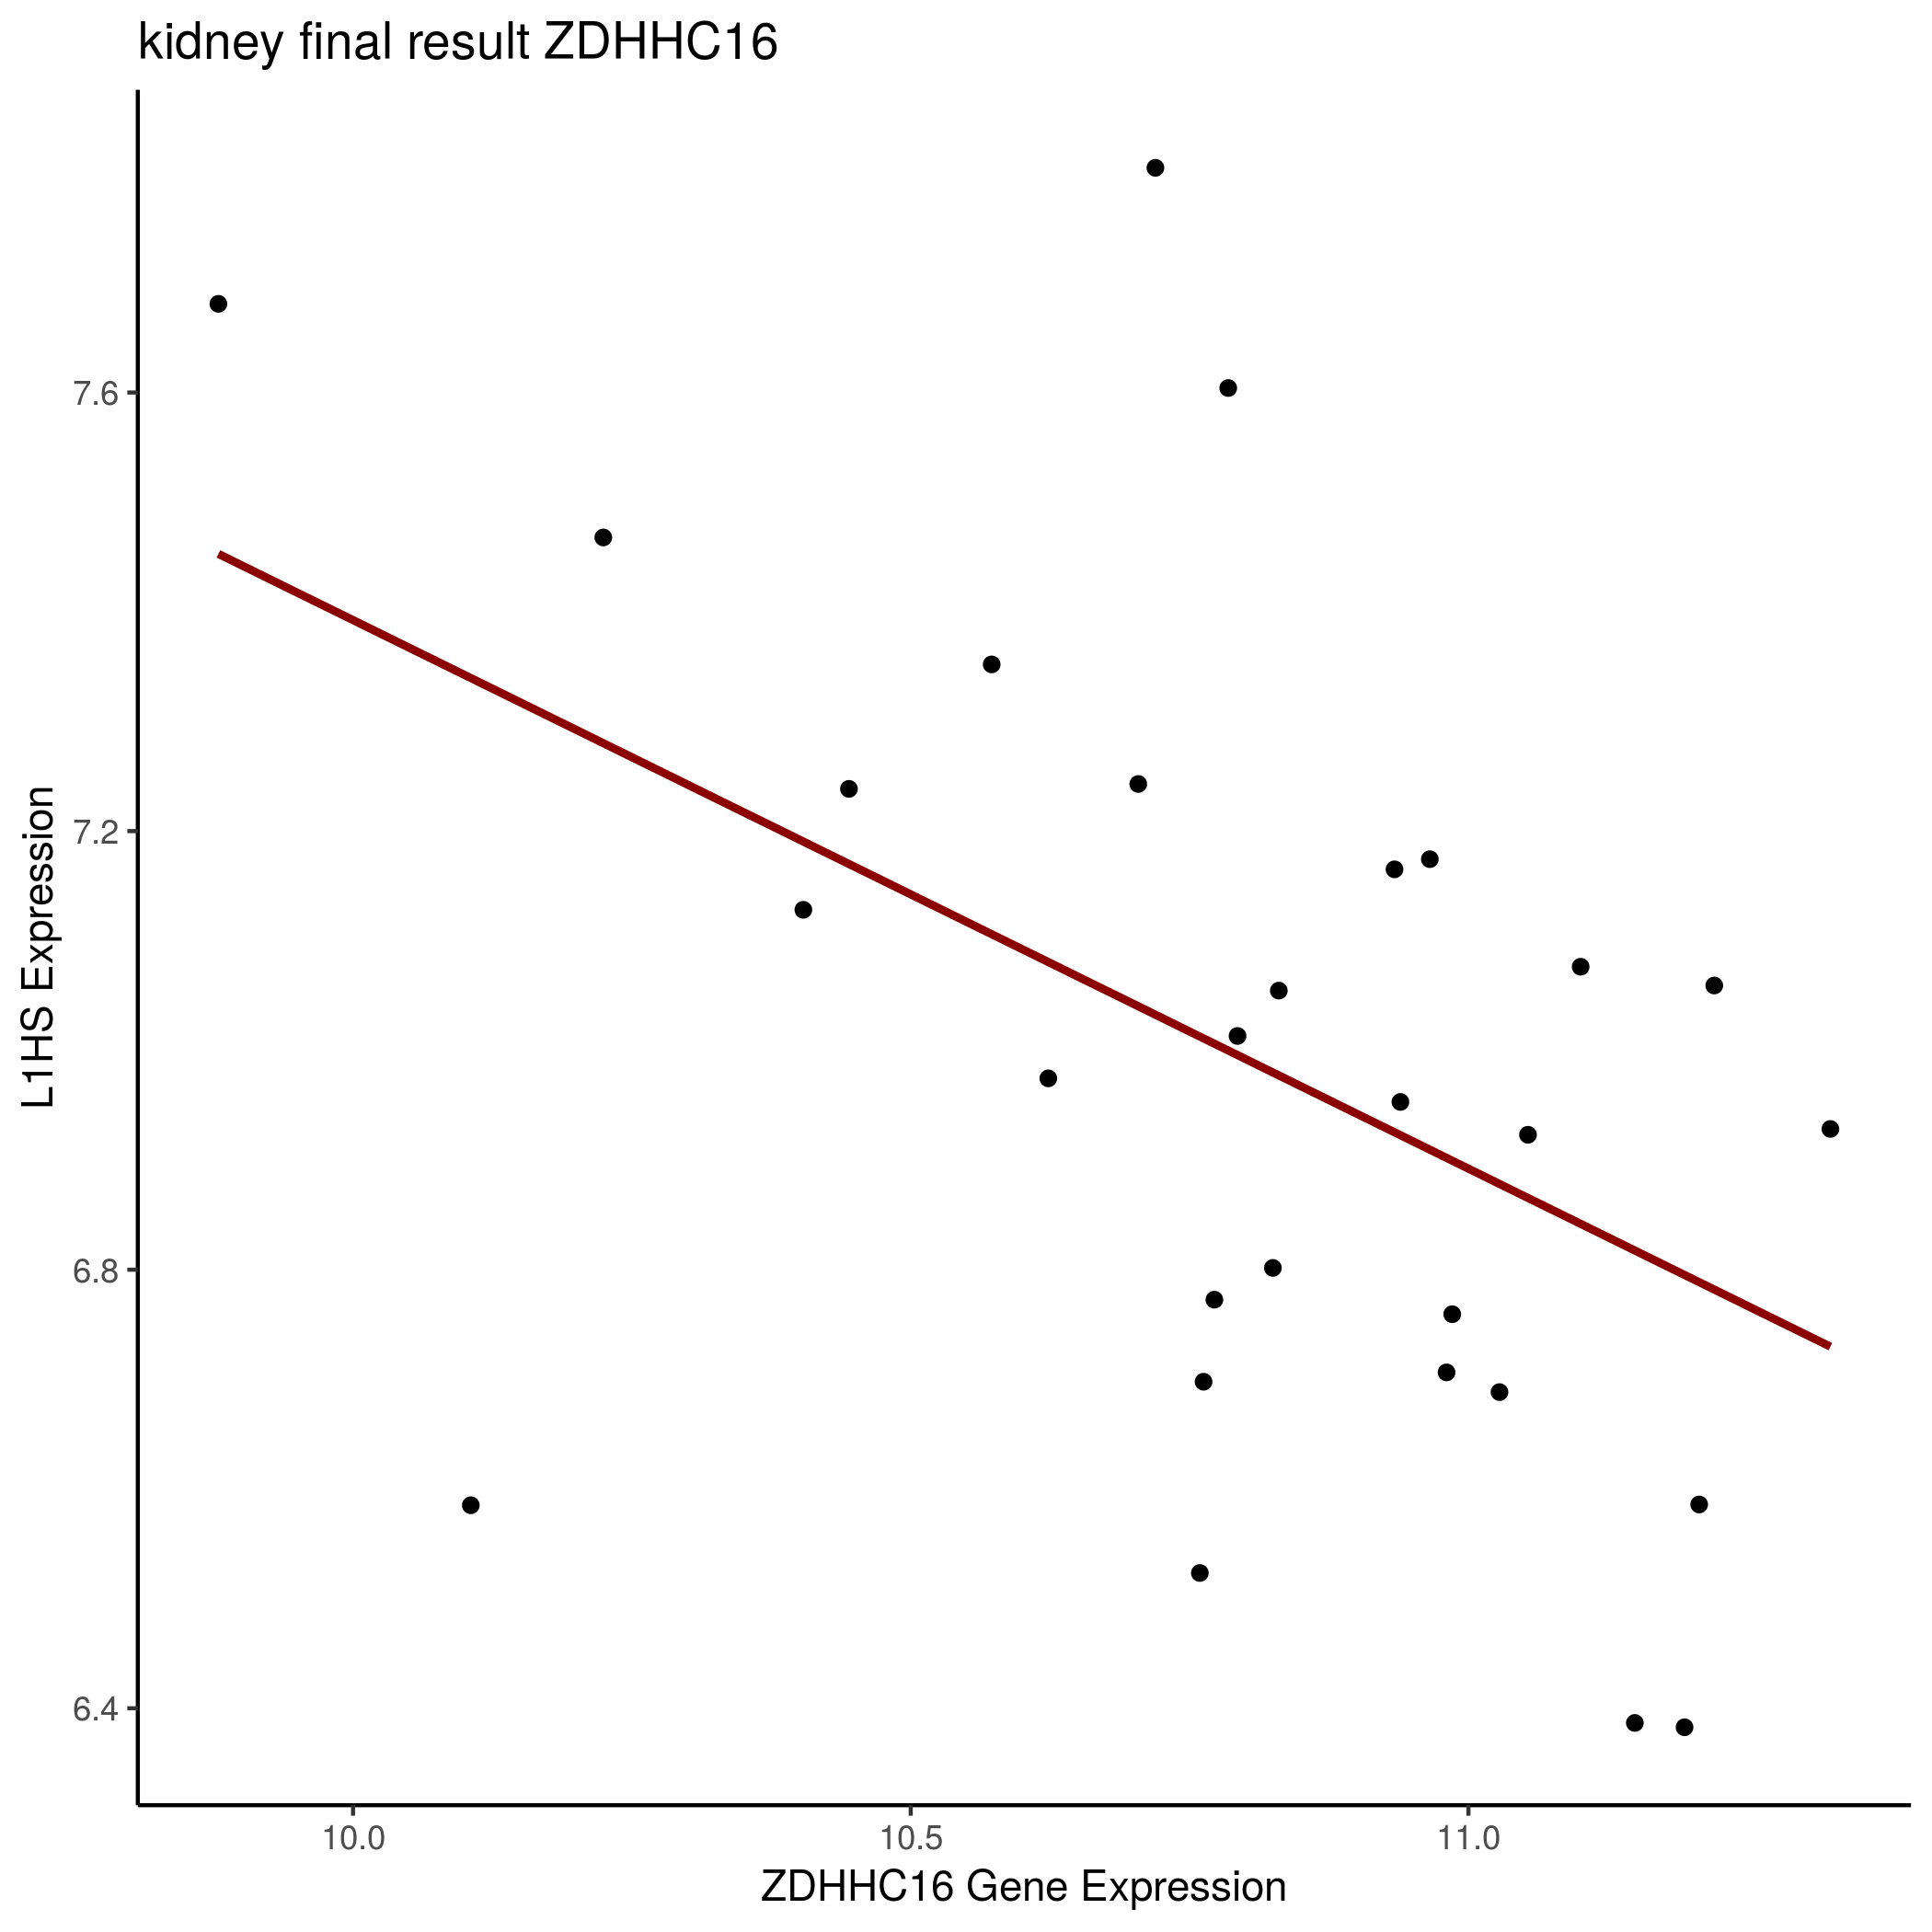 kidney final result ZDHHC16
L1HS Expression
7.6
7.2
6.8
6.4
10.0
10.5
11.0
ZDHHC16 Gene Expression